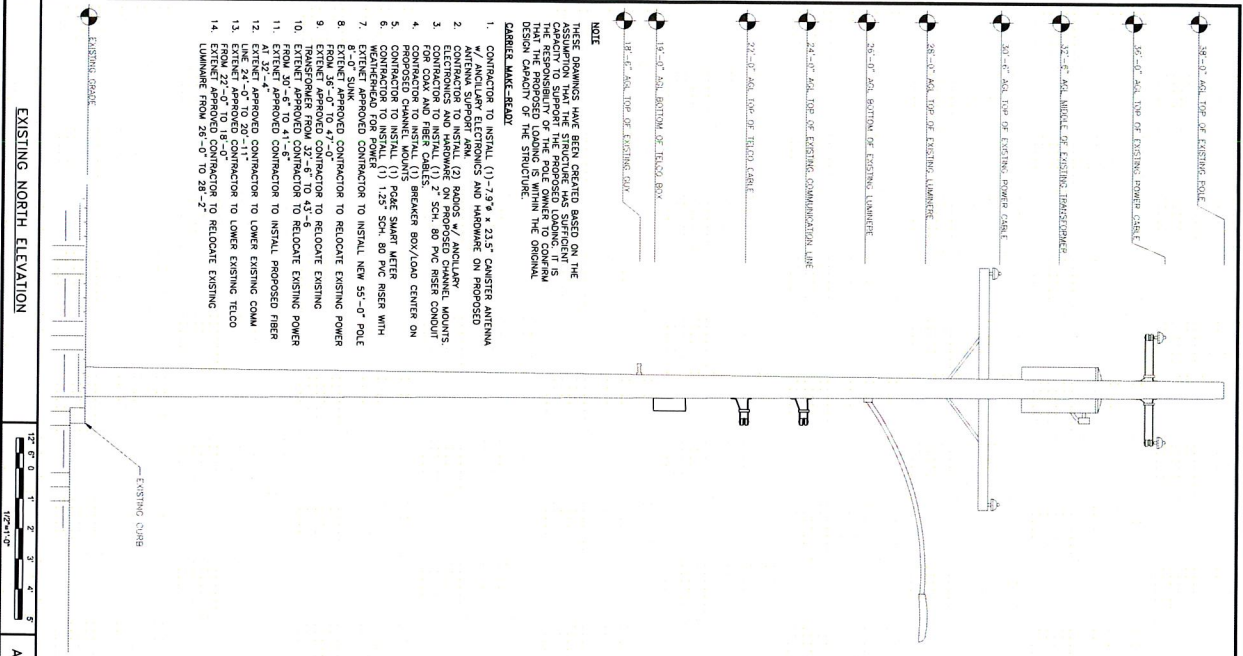 38'-0" AGL TOP OF EXISTING POLE
36'-0" AGL TOP OF EXISTING POWER CABLE
32'-6" AGL MIDDLE OF EXISTING TRANSFORMER
30'-6" AGL TOP OF EXISTING POWER CABLE
28'-0" AGL TOP OF EXISTING LUMINERE
26'-0" AGL BOTTOM OF EXISTING LUMINERE
24'-0" AGL TOP OF EXISTING COMMUNICATION LINE
22'-0" AGL TOP OF TELCO CABLE
19'-0" AGL BOTTOM OF TELCO BOX
18'-6" AGL TOP OF EXISTING GUY
NOTE
THESE DRAWINGS HAVE BEEN CREATED BASED ON THE
ASSUMPTION THAT THE STRUCTURE HAS SUFFICIENT
CAPACITY TO SUPPORT THE PROPOSED LOADING. IT IS
THE RESPONSIBILITY OF THE POLE OWNER TO CONFIRM
THAT THE PROPOSED LOADING IS WITHIN THE ORIGINAL
DESIGN CAPACITY OF THE STRUCTURE.
CARRIER MAKE-READY
1. CONTRACTOR TO INSTALL (1)-7.9"ø x 23.5" CANISTER ANTENNA
w/ ANCILLARY ELECTRONICS AND HARDWARE ON PROPOSED
ANTENNA SUPPORT ARM.
2. CONTRACTOR TO INSTALL (2) RADIOS w/ ANCILLARY
ELECTRONICS AND HARDWARE ON PROPOSED CHANNEL MOUNTS.
3. CONTRACTOR TO INSTALL (1) 2" SCH. 80 PVC RISER CONDUIT
FOR COAX AND FIBER CABLES.
4. CONTRACTOR TO INSTALL (1) BREAKER BOX/LOAD CENTER ON
PROPOSED CHANNEL MOUNTS
5. CONTRACTOR TO INSTALL (1) PG&E SMART METER
6. CONTRACTOR TO INSTALL (1) 1.25" SCH. 80 PVC RISER WITH
WEATHERHEAD FOR POWER
7. EXTENET APPROVED CONTRACTOR TO INSTALL NEW 55'-0" POLE
8'-0" SUNK
8. EXTENET APPROVED CONTRACTOR TO RELOCATE EXISTING POWER
FROM 36'-0" TO 47'-0"
9. EXTENET APPROVED CONTRACTOR TO RELOCATE EXISTING
TRANSFORMER FROM 32'-6" TO 43'-6
10. EXTENET APPROVED CONTRACTOR TO RELOCATE EXISTING POWER
FROM 30'-6" TO 41'-6"
11. EXTENET APPROVED CONTRACTOR TO INSTALL PROPOSED FIBER
AT 32'-4"
12. EXTENET APPROVED CONTRACTOR TO LOWER EXISTING COMM
LINE 24'-0" TO 20'-11"
13. EXTENET APPROVED CONTRACTOR TO LOWER EXISTING TELCO
FROM 22'-0" TO 18'-0"
14. EXTENET APPROVED CONTRACTOR TO RELOCATE EXISTING
LUMINAIRE FROM 26'-0" TO 28'-2"
EXISTING GRADE
EXISTING CURB
EXISTING NORTH ELEVATION
12" 6" 0 1' 2' 3' 4' 5'
1/2"=1'-0"
A